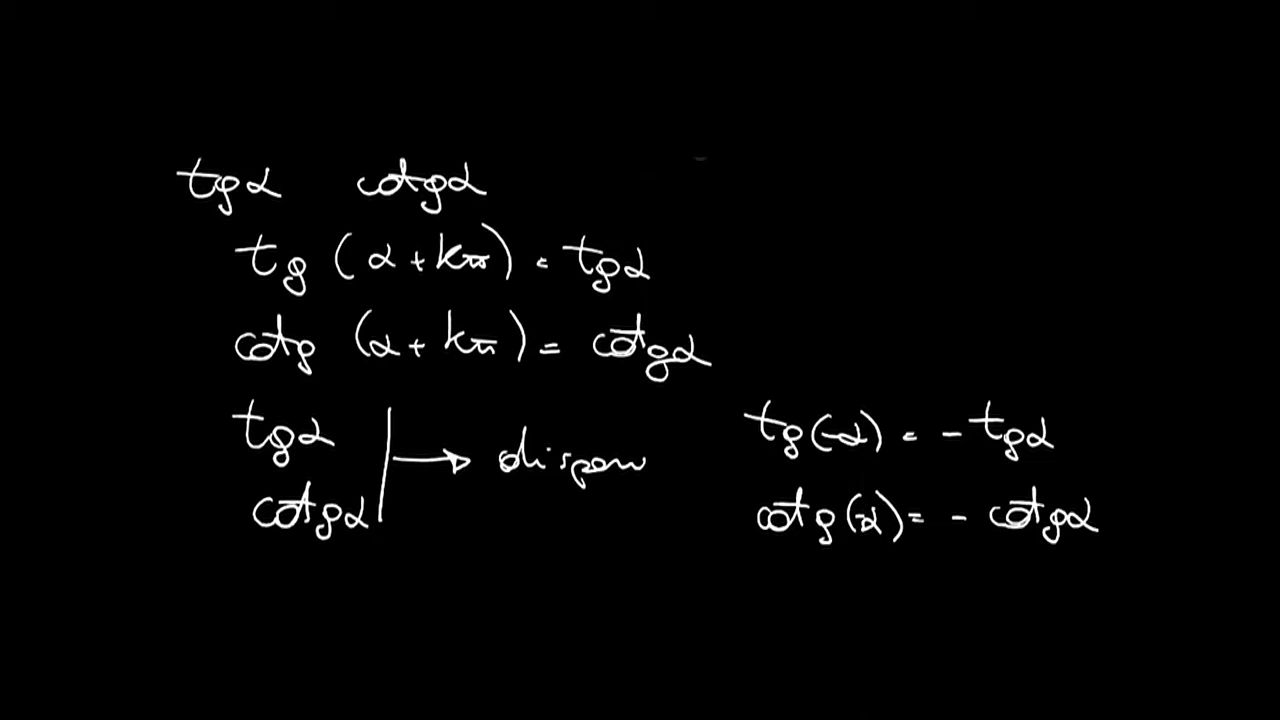 tgα cotgα
tg (α + kπ) = tgα
cotg (α + kπ) = cotgα
tgα
cotgα
→ dispari
tg(-α) = - tgα
cotg(-α) = - cotgα